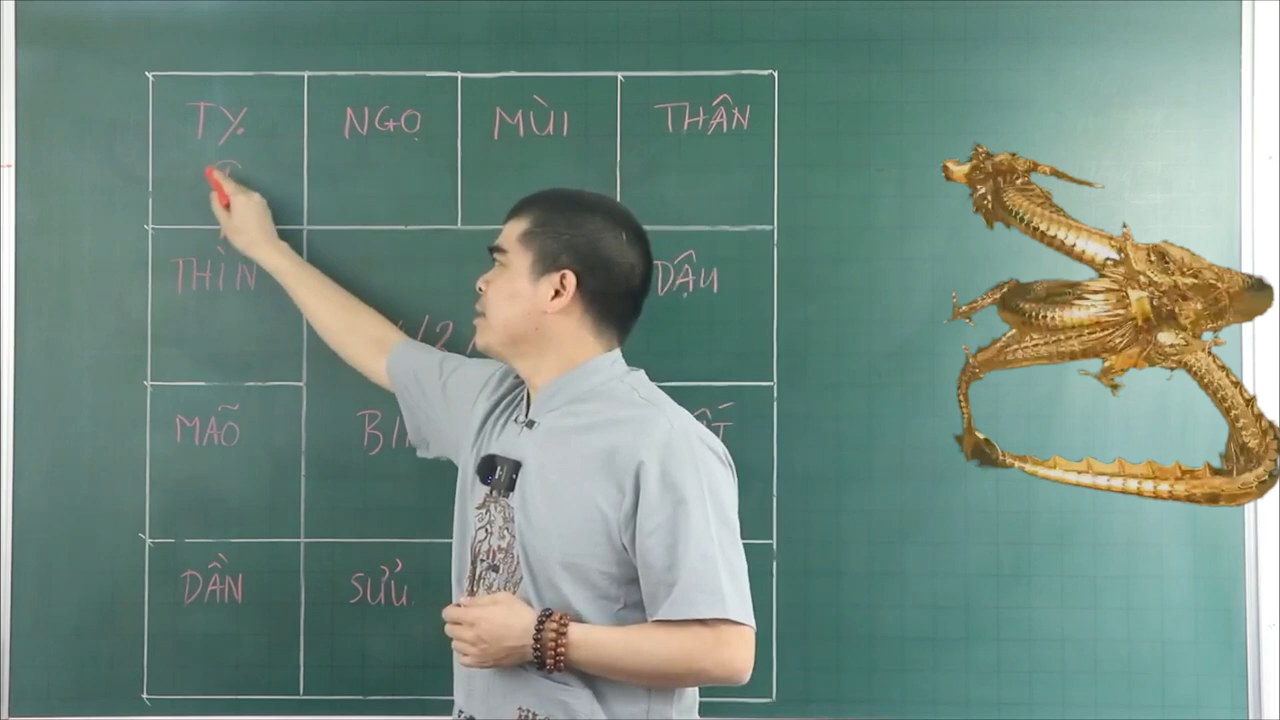 TỴ
NGỌ
MÙI
THÂN
THÌN
DẬU
MÃO
DẦN
SỬU